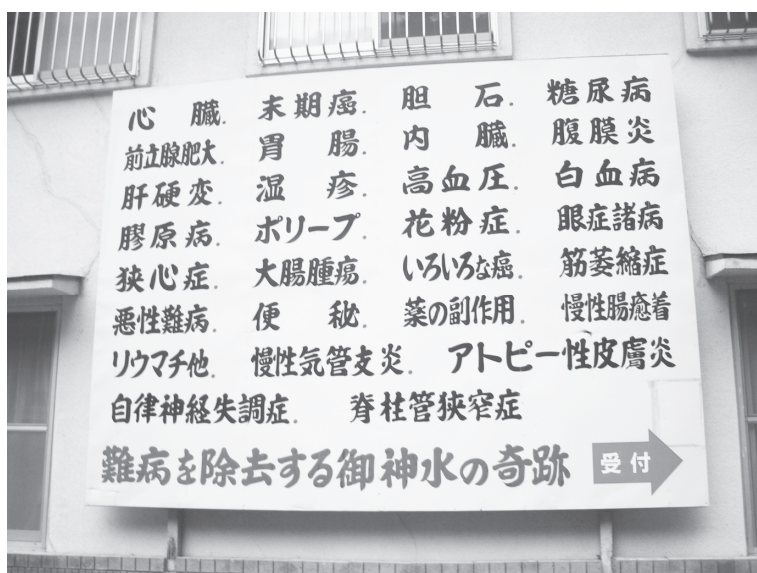 心臓. 末期癌. 胆石. 糖尿病
前立腺肥大. 胃腸. 内臓. 腹膜炎
肝硬変. 湿疹. 高血圧. 白血病
膠原病. ポリープ. 花粉症. 眼症諸病
狭心症. 大腸腫瘍. いろいろな癌. 筋萎縮症
悪性難病. 便秘. 薬の副作用. 慢性腸癒着
リウマチ他. 慢性気管支炎. アトピー性皮膚炎
自律神経失調症. 脊柱管狭窄症
難病を除去する御神水の奇跡 受付